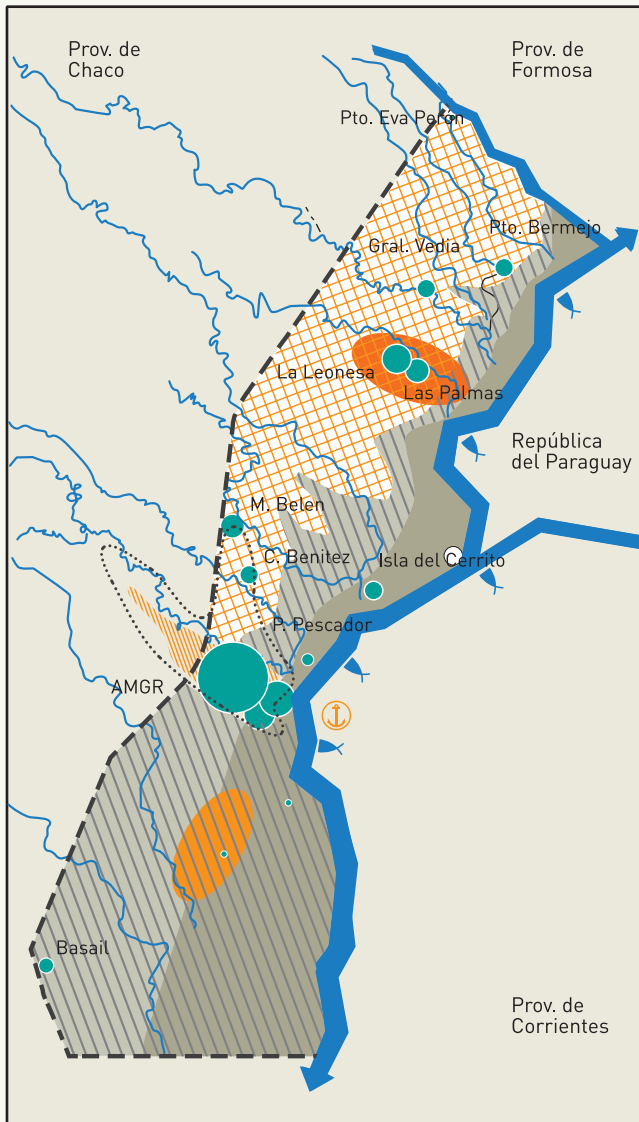 Prov. de
Chaco
Prov. de
Formosa
Pto. Eva Perón
Pto. Bermejo
Gral. Vedia
La Leonesa
Las Palmas
República
del Paraguay
M. Belén
C. Benitez
Isla del Cerrito
P. Pescador
AMGR
Basail
Prov. de
Corrientes